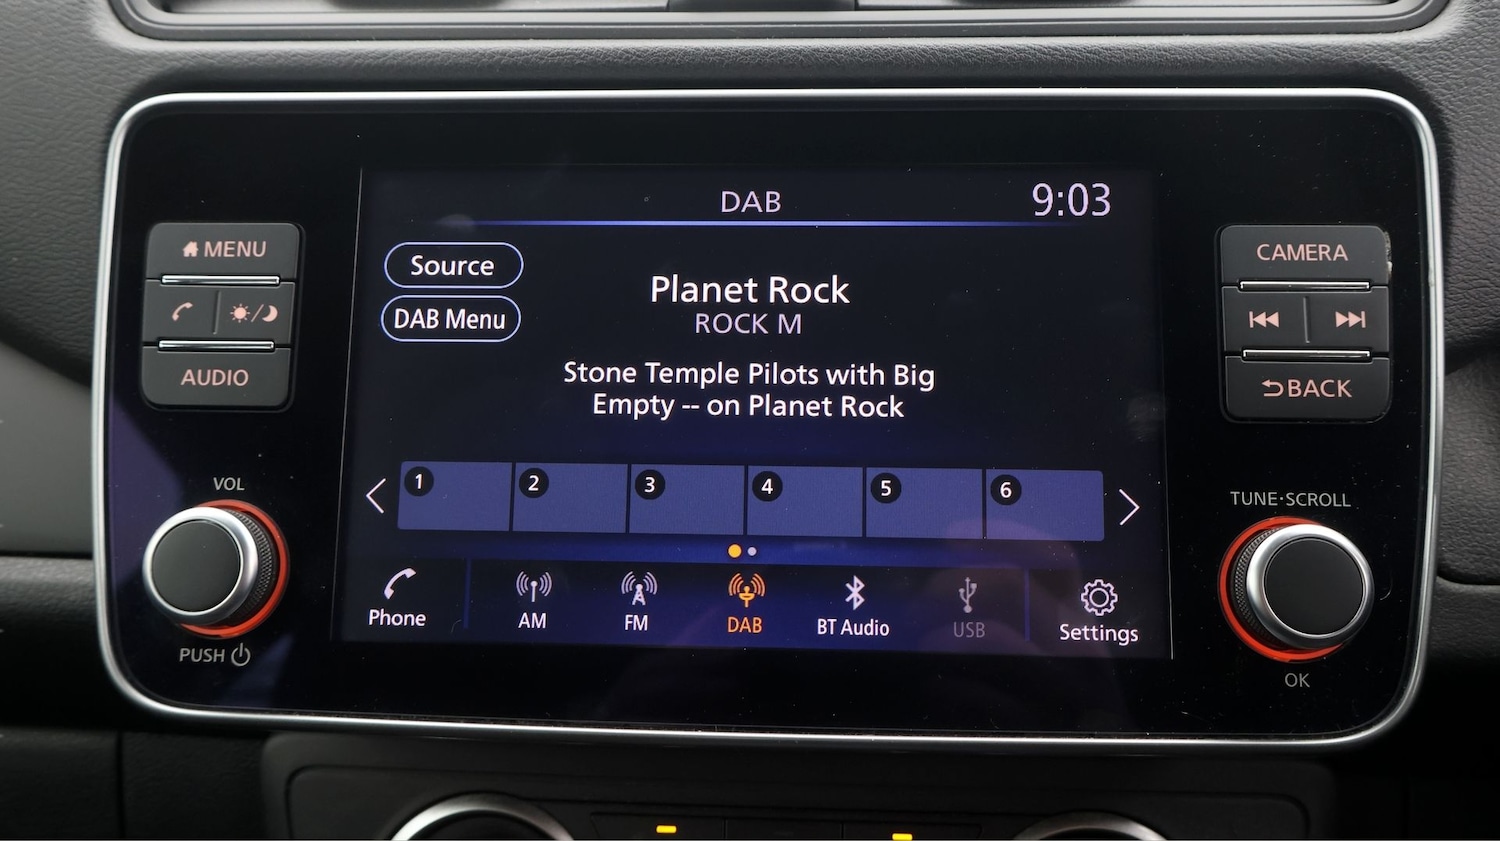 DAB
9:03
MENU
AUDIO
Source
DAB Menu
Planet Rock
ROCK M
Stone Temple Pilots with Big
Empty -- on Planet Rock
CAMERA
BACK
VOL
PUSH
1
2
3
4
5
6
TUNE·SCROLL
OK
Phone
AM
FM
DAB
BT Audio
USB
Settings